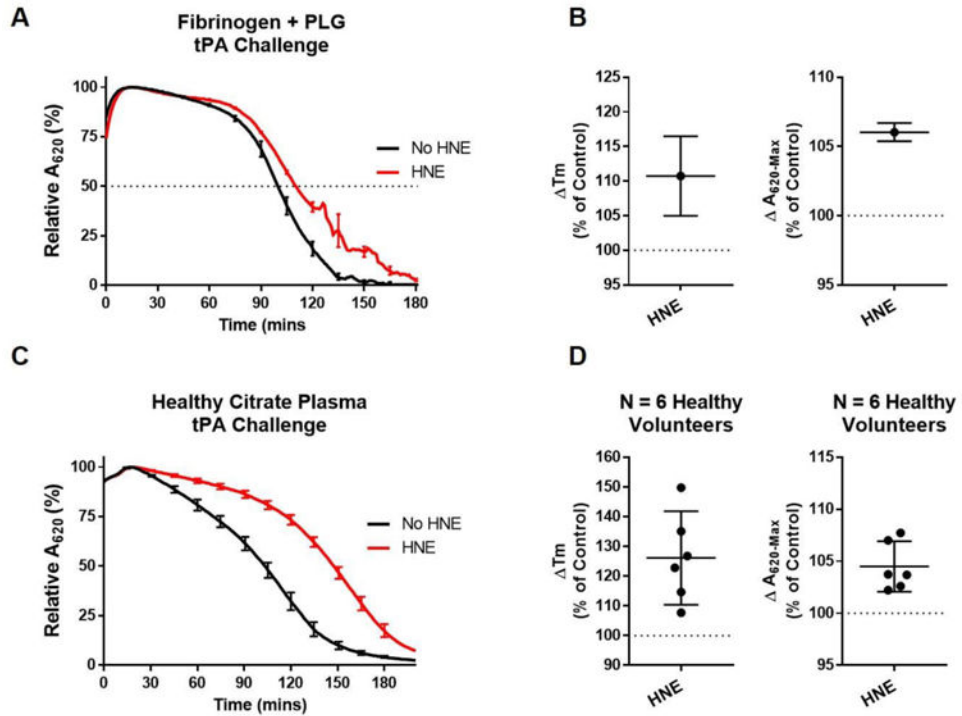 A
Fibrinogen + PLG
tPA Challenge
Relative A620 (%)
100
75
50
25
0
0 30 60 90 120 150 180
Time (mins
No HNE
HNE
B
ΔTm
(% of Control)
125
120
115
110
105
100
95
HNE
Δ A620-Max
(% of Control)
110
105
100
95
HNE
C
Healthy Citrate Plasma
tPA Challenge
Relative A620 (%)
100
75
50
25
0
0 30 60 90 120 150 180
Time (mins)
No HNE
HNE
D
N = 6 Healthy
Volunteers
ΔTm
(% of Control)
160
150
140
130
120
110
100
90
HNE
N = 6 Healthy
Volunteers
Δ A620-Max
(% of Control)
115
110
105
100
95
HNE